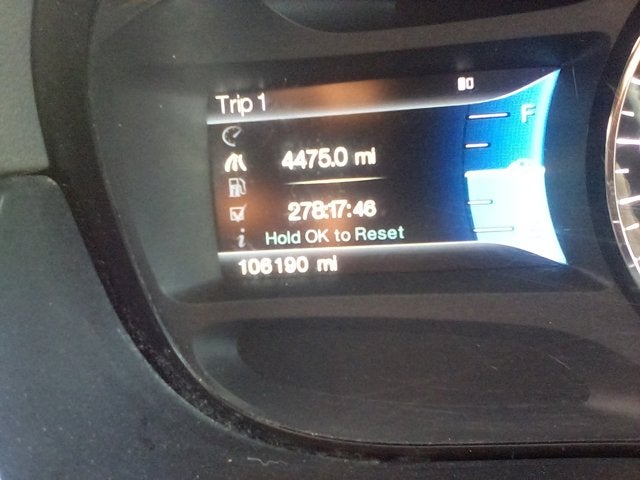 Trip 1
F
4475.0 mi
278:17:46
Hold OK to Reset
106190 mi